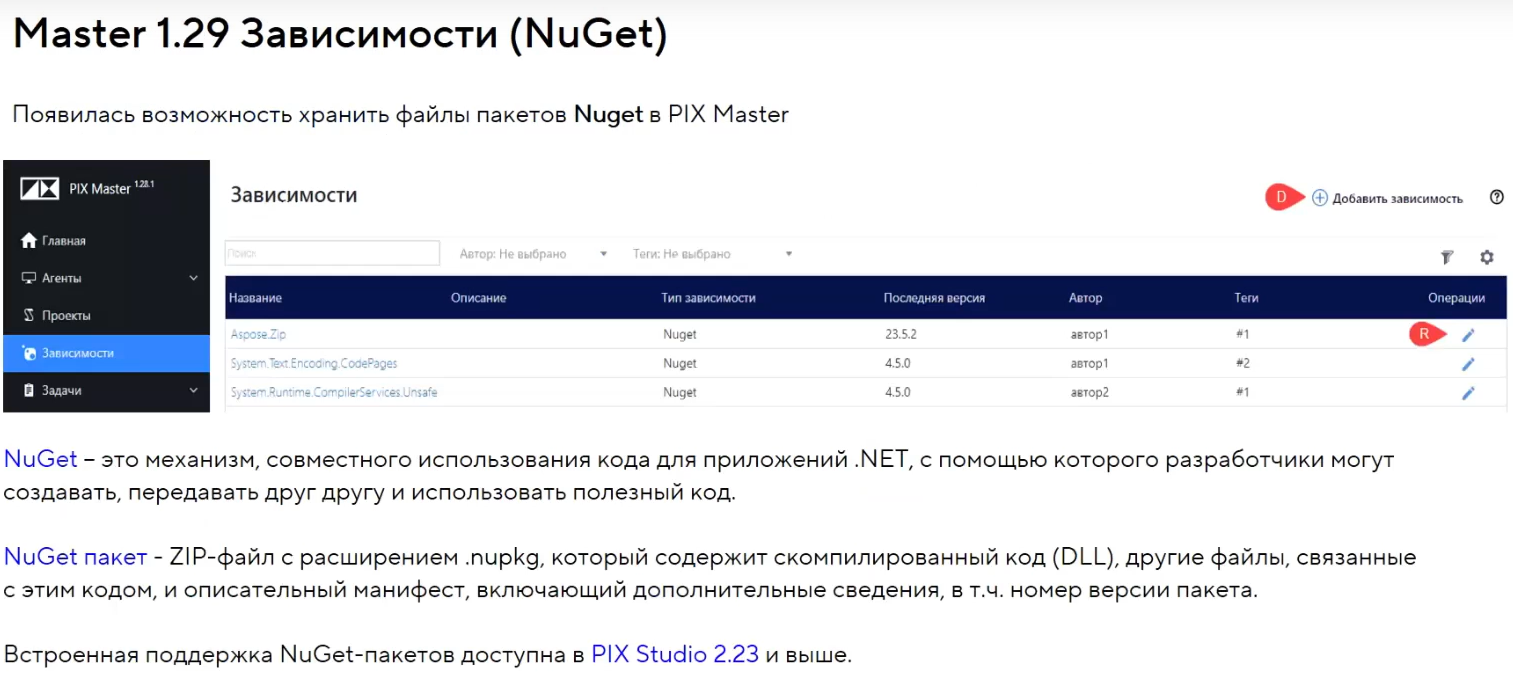 Master 1.29 Зависимости (NuGet)
Появилась возможность хранить файлы пакетов Nuget в PIX Master
PIX Master 1.28.1
Зависимости
D
Добавить зависимость
Главная
Агенты
Проекты
Зависимости
Задачи
Поиск
Автор: Не выбрано
Теги: Не выбрано
Название Описание Тип зависимости Последняя версия Автор Теги Операции
Aspose.Zip Nuget 23.5.2 автор1 #1 R
System.Text.Encoding.CodePages Nuget 4.5.0 автор1 #2
System.Runtime.CompilerServices.Unsafe Nuget 4.5.0 автор2 #1
NuGet – это механизм, совместного использования кода для приложений .NET, с помощью которого разработчики могут
создавать, передавать друг другу и использовать полезный код.
NuGet пакет - ZIP-файл с расширением .nupkg, который содержит скомпилированный код (DLL), другие файлы, связанные
с этим кодом, и описательный манифест, включающий дополнительные сведения, в т.ч. номер версии пакета.
Встроенная поддержка NuGet-пакетов доступна в PIX Studio 2.23 и выше.